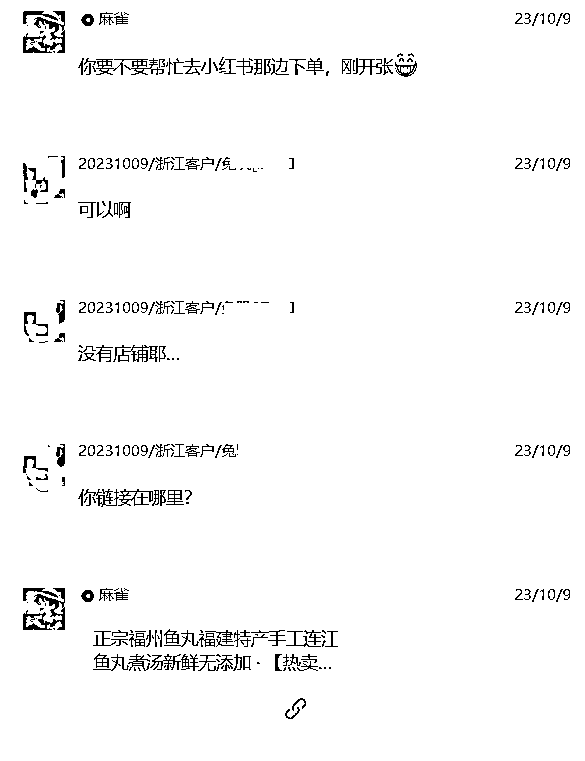 麻雀
23/10/9
你要不要帮忙去小红书那边下单，刚开张😄
20231009/浙江客户/兔
23/10/9
可以啊
20231009/浙江客户/
23/10/9
没有店铺耶...
20231009/浙江客户/兔
23/10/9
你链接在哪里？
麻雀
23/10/9
正宗福州鱼丸福建特产手工连江
鱼丸煮汤新鲜无添加·【热卖...